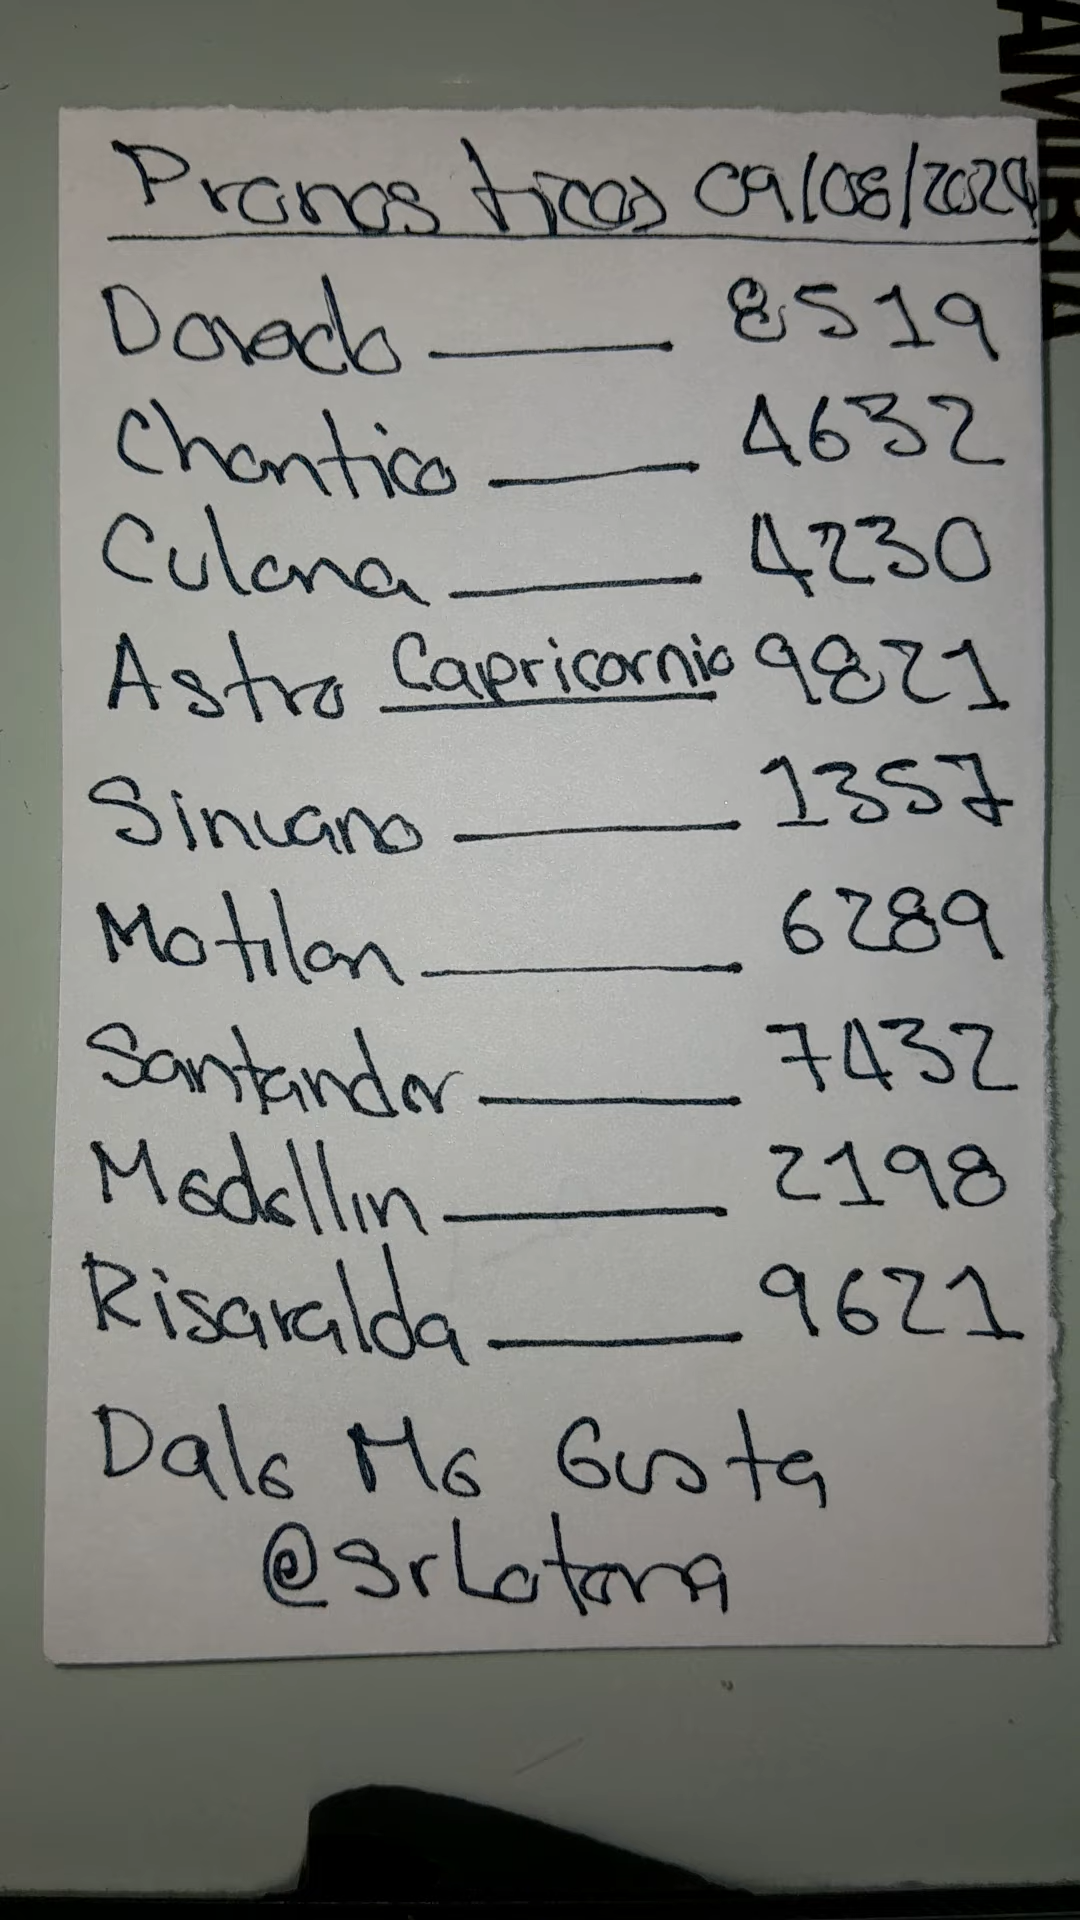 Pronosticos 09/08/2024
Dorado 8519
Chontico 4632
Culona 4230
Astro Capricornio 9821
Sinuano 1357
Motilon 6289
Santander 7432
Medellin 2198
Risaralda 9621
Dale Me Gusta
@SrLotona